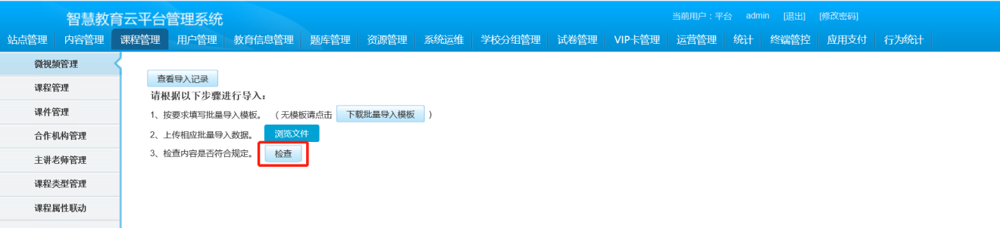 智慧教育云平台管理系统
当前用户：平台 admin [退出] [修改密码]
站点管理 内容管理 课程管理 用户管理 教育信息管理 题库管理 资源管理 系统运维 学校分组管理 试卷管理 VIP卡管理 运营管理 统计 终端管控 应用支付 行为统计
微视频管理
课程管理
课件管理
合作机构管理
主讲老师管理
课程类型管理
课程属性联动
查看导入记录
请根据以下步骤进行导入：
1、按要求填写批量导入模板。 （无模板请点击 下载批量导入模板 ）
2、上传相应批量导入数据。 浏览文件
3、检查内容是否符合规定。 检查